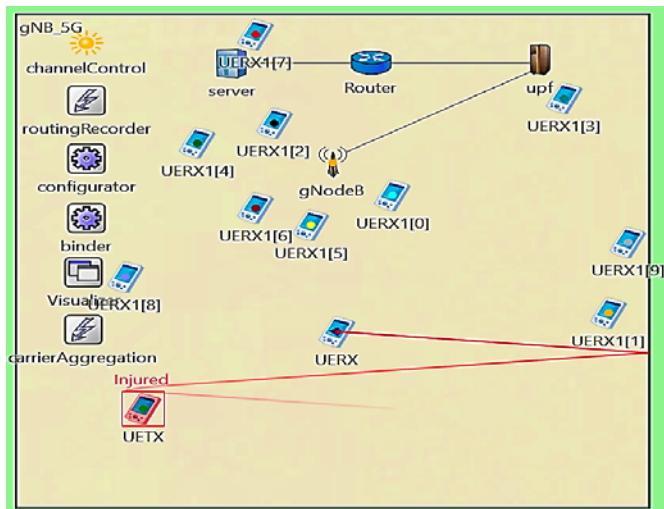 gNB_5G
channelControl
routingRecorder
configurator
binder
Visualizer
carrierAggregation
UERX1[7]
server
Router
upf
UERX1[3]
UERX1[2]
UERX1[4]
gNodeB
UERX1[0]
UERX1[6]
UERX1[5]
UERX1[9]
UERX1[8]
UERX1[1]
UERX
Injured
UETX